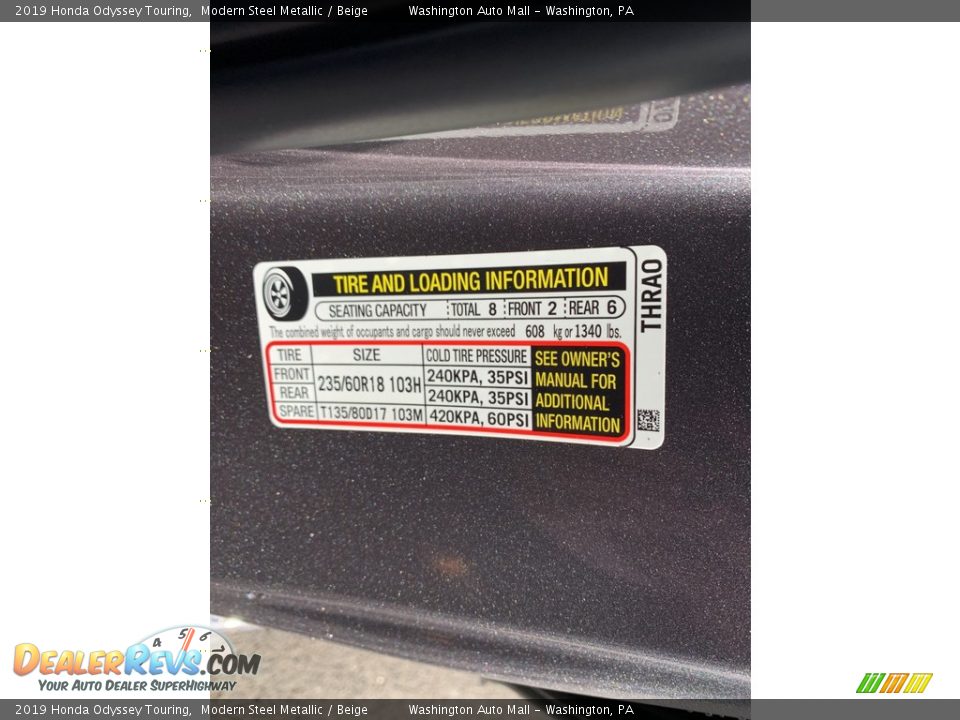 2019 Honda Odyssey Touring, Modern Steel Metallic / Beige Washington Auto Mall - Washington, PA
TIRE AND LOADING INFORMATION
SEATING CAPACITY TOTAL 8 FRONT 2 REAR 6
The combined weight of occupants and cargo should never exceed 608 kg or 1340 lbs.
TIRE SIZE COLD TIRE PRESSURE SEE OWNER'S
FRONT 235/60R18 103H 240KPA, 35PSI MANUAL FOR
REAR 240KPA, 35PSI ADDITIONAL
SPARE T135/80D17 103M 420KPA, 60PSI INFORMATION
THRAO
4 5 6
DEALERREVS.COM
YOUR AUTO DEALER SUPERHIGHWAY
2019 Honda Odyssey Touring, Modern Steel Metallic / Beige Washington Auto Mall - Washington, PA